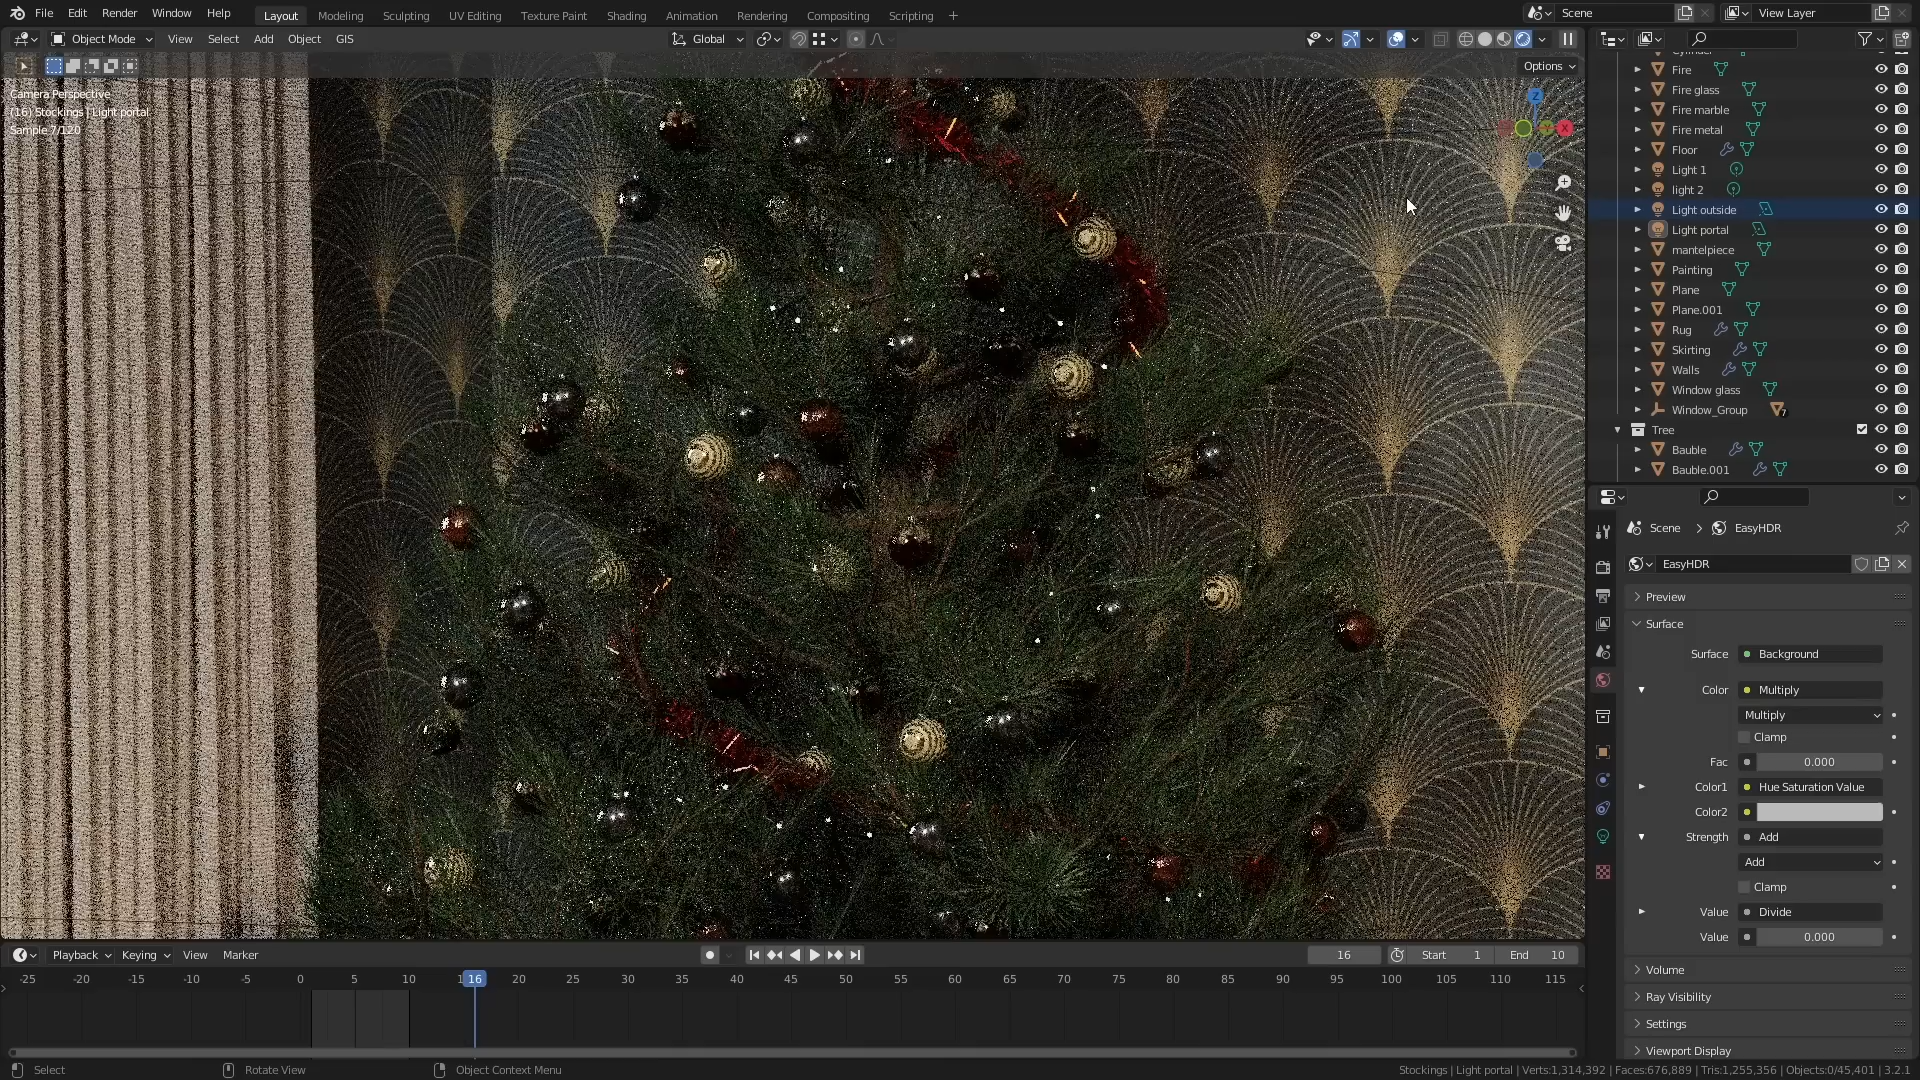 File Edit Render Window Help Layout Modeling Sculpting UV Editing Texture Paint Shading Animation Rendering Compositing Scripting + Scene View Layer
Object Mode View Select Add Object GIS Global
Options
Camera Perspective
(16) Stockings | Light portal
Sample 7/120
Z
X
Fire
Fire glass
Fire marble
Fire metal
Floor
Light 1
light 2
Light outside
Light portal
mantelpiece
Painting
Plane
Plane.001
Rug
Skirting
Walls
Window glass
Window_Group 7
Tree
Bauble
Bauble.001
Scene > EasyHDR
EasyHDR
Preview
Surface
Surface Background
Color Multiply
Multiply
Clamp
Fac 0.000
Color1 Hue Saturation Value
Color2
Strength Add
Add
Clamp
Value Divide
Value 0.000
Volume
Ray Visibility
Settings
Viewport Display
Playback Keying View Marker 16 Start 1 End 10
-25 -20 -15 -10 -5 0 5 10 16 20 25 30 35 40 45 50 55 60 65 70 75 80 85 90 95 100 105 110 115
Select Rotate View Object Context Menu Stockings | Light portal | Verts:1,314,392 | Faces:676,889 | Tris:1,255,356 | Objects:0/45,401 | 3.2.1